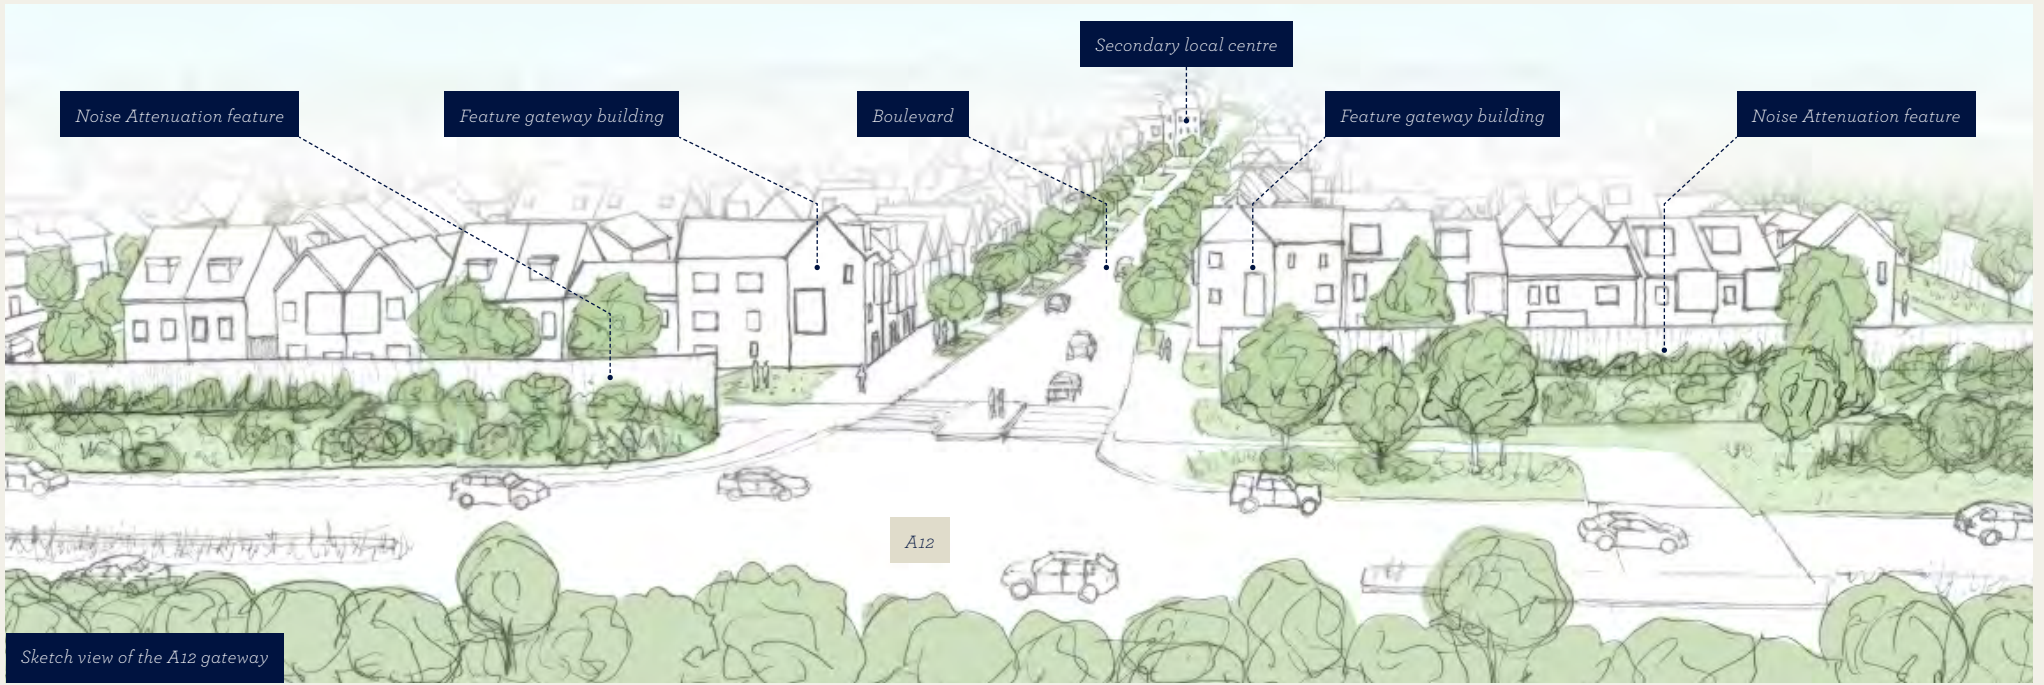 Secondary local centre
Noise Attenuation feature
Feature gateway building
Boulevard
Feature gateway building
Noise Attenuation feature
A12
Sketch view of the A12 gateway